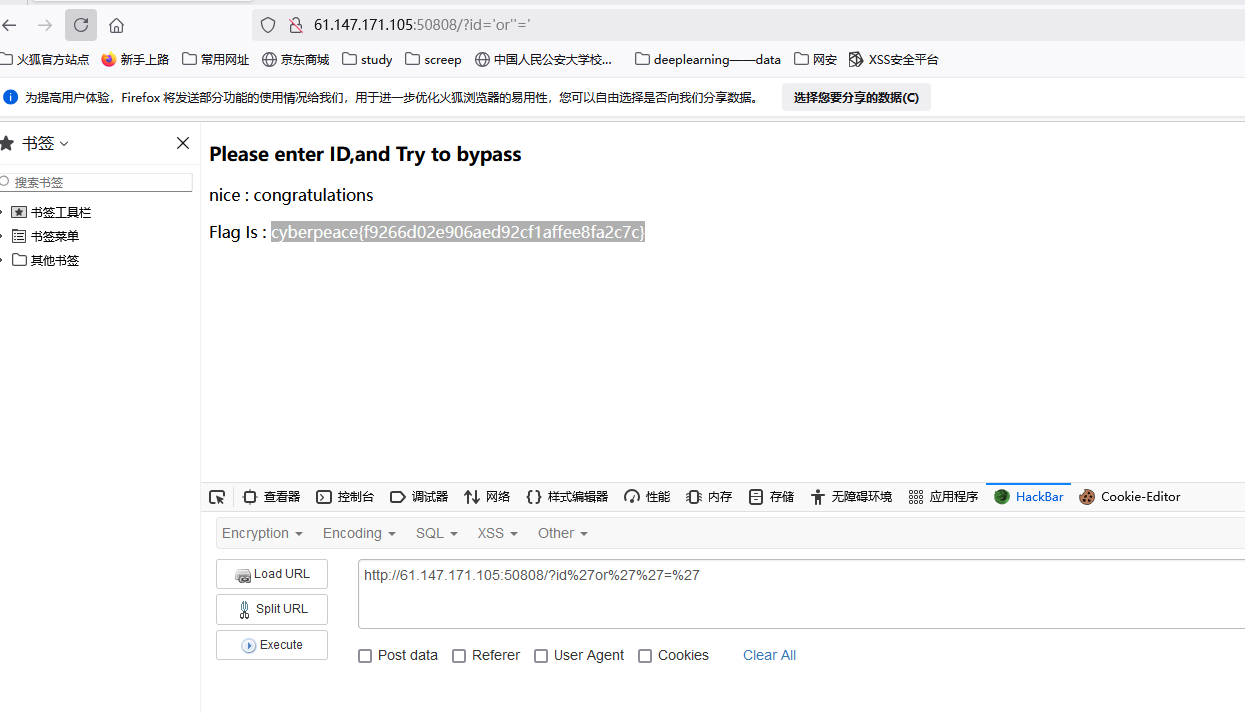 61.147.171.105:50808/?id='or''='
火狐官方站点 新手上路 常用网址 京东商城 study screep 中国人民公安大学校... deeplearning——data 网安 XSS安全平台
为提高用户体验，Firefox 将发送部分功能的使用情况给我们，用于进一步优化火狐浏览器的易用性，您可以自由选择是否向我们分享数据。 选择您要分享的数据(C)
书签
搜索书签
书签工具栏
书签菜单
其他书签
Please enter ID,and Try to bypass
nice : congratulations
Flag Is : cyberpeace{f9266d02e906aed92cf1affee8fa2c7c}
查看器 控制台 调试器 网络 样式编辑器 性能 内存 存储 无障碍环境 应用程序 HackBar Cookie-Editor
Encryption Encoding SQL XSS Other
Load URL
Split URL
Execute
http://61.147.171.105:50808/?id%27or%27%27=%27
Post data Referer User Agent Cookies Clear All